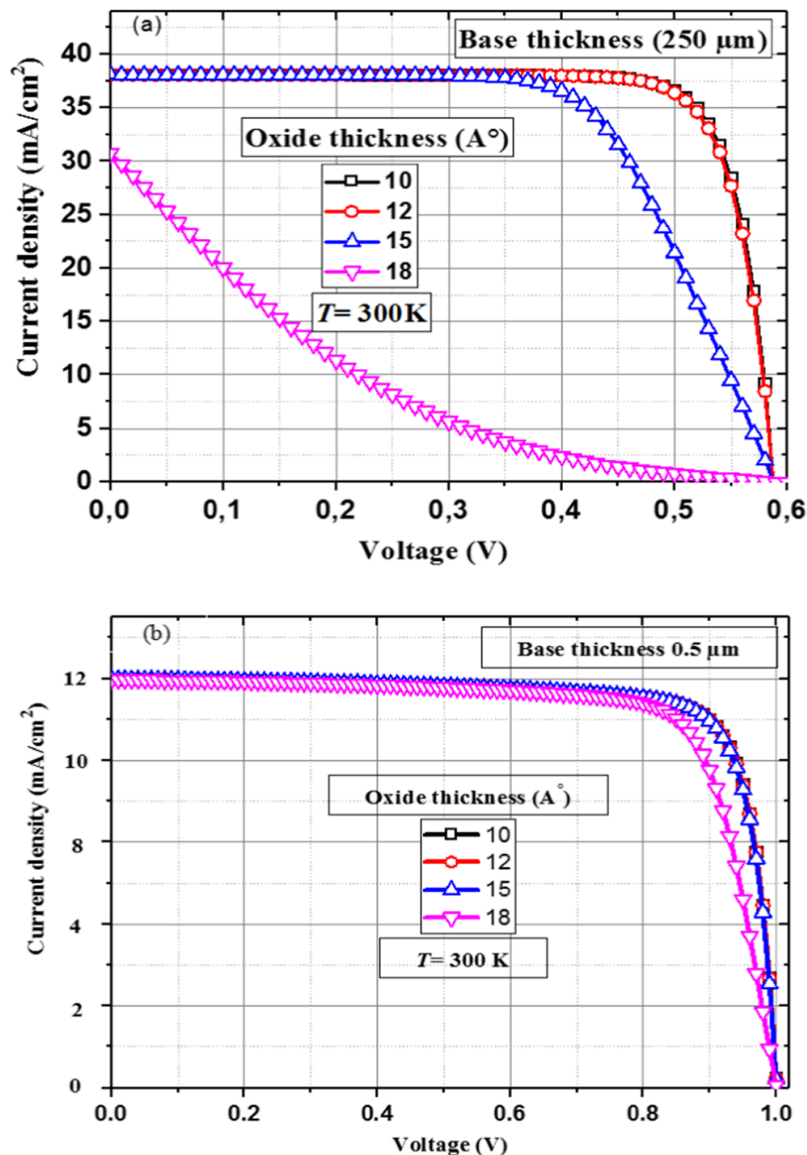 (a)
Base thickness (250 µm)
Oxide thickness (A°)
10
12
15
18
T= 300K
Current density (mA/cm²)
40
35
30
25
20
15
10
5
0
0,0 0,1 0,2 0,3 0,4 0,5 0,6
Voltage (V)
(b)
Base thickness 0.5 µm
Oxide thickness (A°)
10
12
15
18
T= 300 K
Current density (mA/cm²)
12
10
8
4
2
0
0.0 0.2 0.4 0.6 0.8 1.0
Voltage (V)